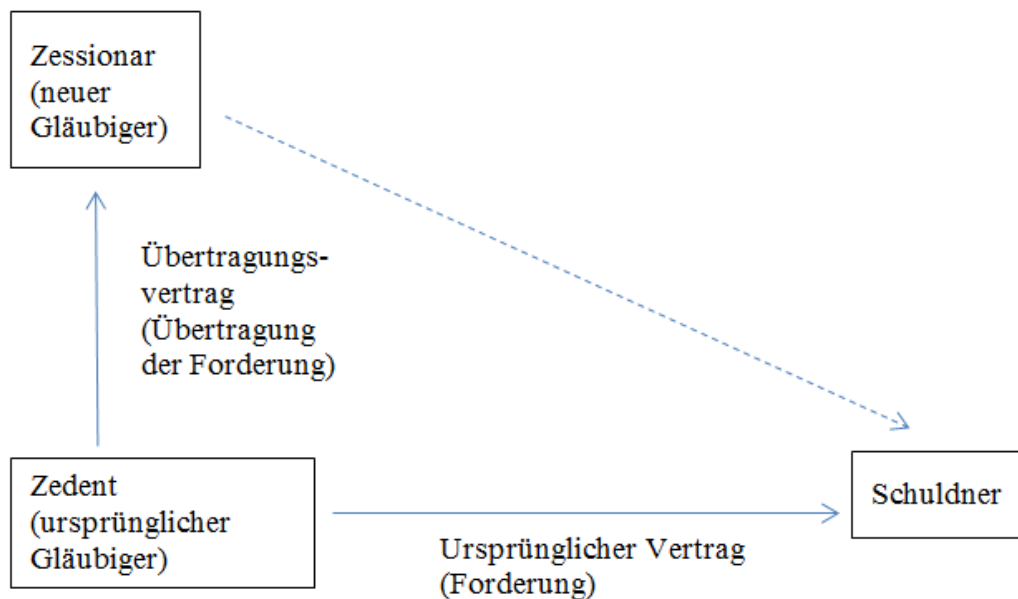 Zessionar
(neuer
Gläubiger)
Übertragungs-
vertrag
(Übertragung
der Forderung)
Zedent
(ursprünglicher
Gläubiger)
Schuldner
Ursprünglicher Vertrag
(Forderung)